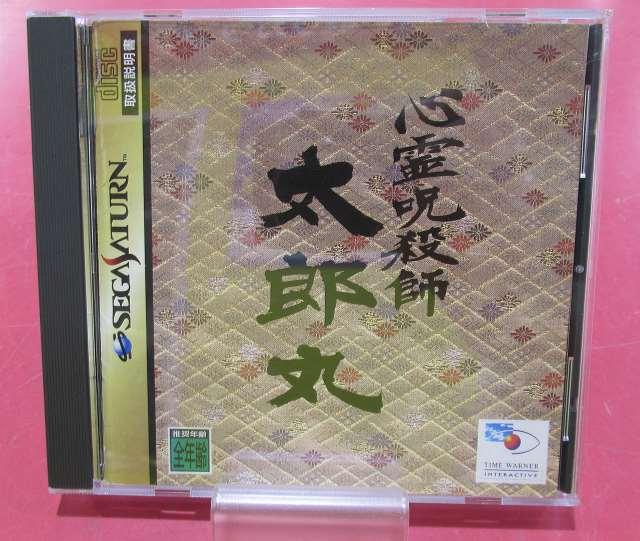 disc
取扱説明書
SEGA SATURN™
心霊呪殺師
太郎丸
推奨年齢
全年齢
TIME WARNER
INTERACTIVE